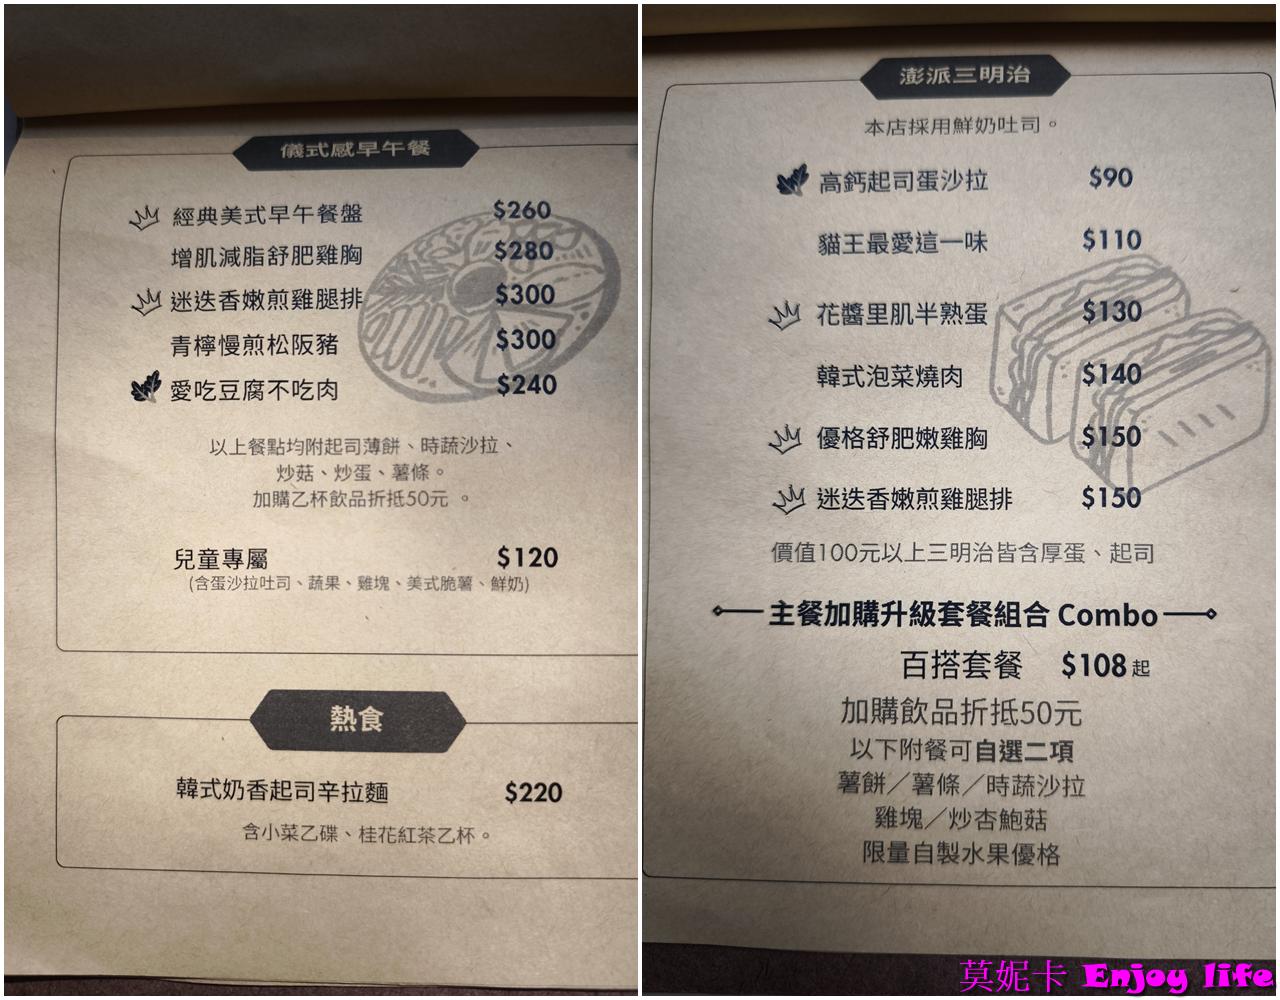 儀式感早午餐
經典美式早午餐盤 $260
增肌減脂舒肥雞胸 $280
迷迭香嫩煎雞腿排 $300
青檸慢煎松阪豬 $300
愛吃豆腐不吃肉 $240
以上餐點均附起司薄餅、時蔬沙拉、
炒菇、炒蛋、薯條。
加購乙杯飲品折抵50元 。
兒童專屬 $120
(含蛋沙拉吐司、蔬果、雞塊、美式脆薯、鮮奶)
熱食
韓式奶香起司辛拉麵 $220
含小菜乙碟、桂花紅茶乙杯。
澎派三明治
本店採用鮮奶吐司。
高鈣起司蛋沙拉 $90
貓王最愛這一味 $110
花醬里肌半熟蛋 $130
韓式泡菜燒肉 $140
優格舒肥嫩雞胸 $150
迷迭香嫩煎雞腿排 $150
價值100元以上三明治皆含厚蛋、起司
主餐加購升級套餐組合 Combo
百搭套餐 $108 起
加購飲品折抵50元
以下附餐可自選二項
薯餅／薯條／時蔬沙拉
雞塊／炒杏鮑菇
限量自製水果優格
莫妮卡 Enjoy life